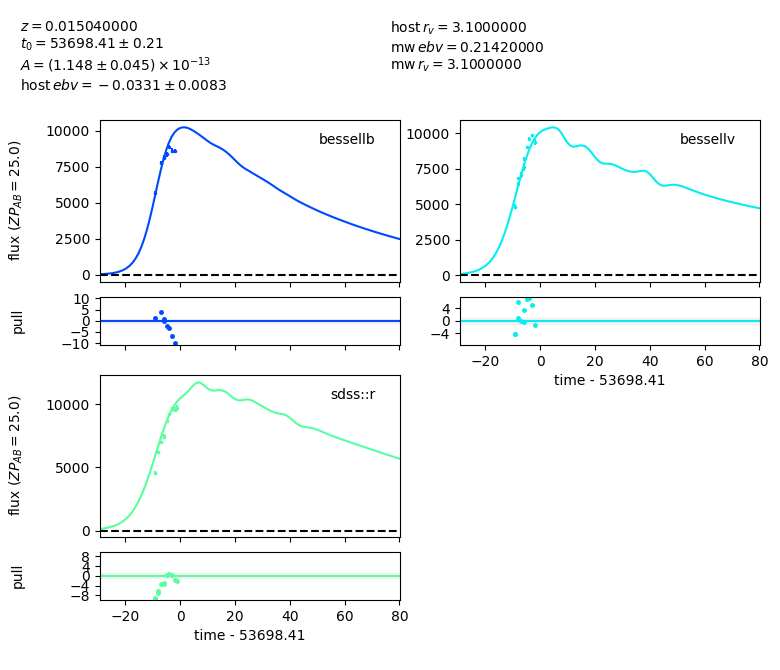 z = 0.015040000
t₀ = 53698.41 ± 0.21
A = (1.148 ± 0.045) × 10⁻¹³
host ebv = −0.0331 ± 0.0083
host r_v = 3.1000000
mw ebv = 0.21420000
mw r_v = 3.1000000
flux (ZP_AB = 25.0)
10000
7500
5000
2500
0
bessellb
10000
7500
5000
2500
0
bessellv
pull
10
5
0
−5
−10
4
0
−4
−20
0
20
40
60
80
time - 53698.41
flux (ZP_AB = 25.0)
10000
5000
0
sdss::r
pull
8
4
0
−4
−8
−20
0
20
40
60
80
time - 53698.41